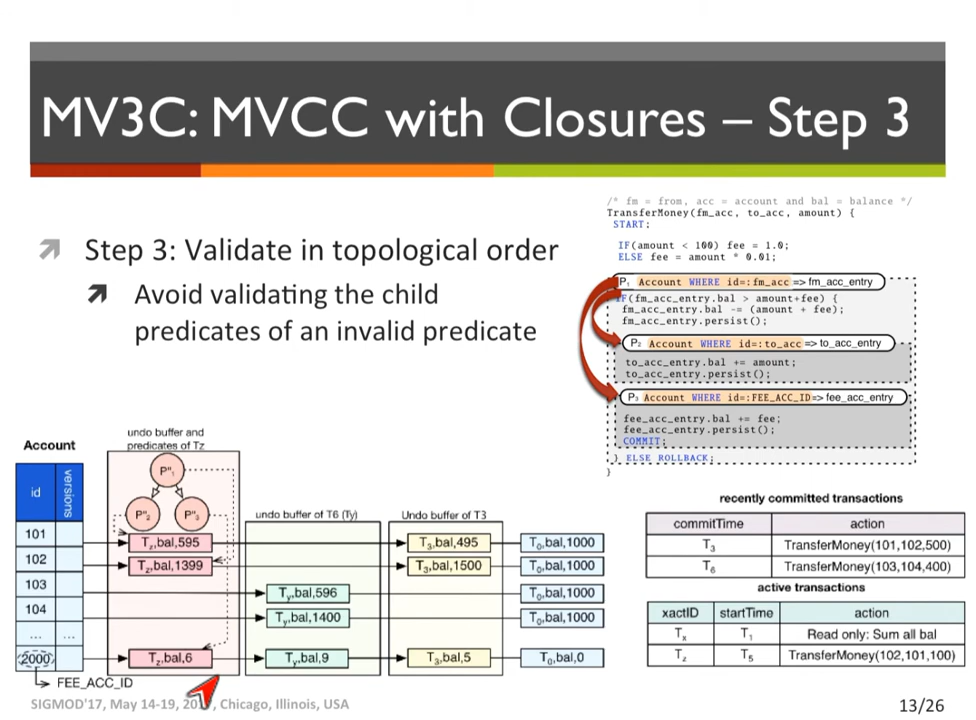 MV3C: MVCC with Closures – Step 3
Step 3: Validate in topological order
Avoid validating the child
predicates of an invalid predicate
/* fm = from, acc = account and bal = balance */
TransferMoney(fm_acc, to_acc, amount) {
START;
IF(amount < 100) fee = 1.0;
ELSE fee = amount * 0.01;
P1 Account WHERE id=:fm_acc => fm_acc_entry
IF(fm_acc_entry.bal > amount+fee) {
fm_acc_entry.bal -= (amount + fee);
fm_acc_entry.persist();
P2 Account WHERE id=:to_acc => to_acc_entry
to_acc_entry.bal += amount;
to_acc_entry.persist();
P3 Account WHERE id=:FEE_ACC_ID => fee_acc_entry
fee_acc_entry.bal += fee;
fee_acc_entry.persist();
COMMIT;
} ELSE ROLLBACK;
}
Account
id versions
101
102
103
104
... ...
2000
FEE_ACC_ID
undo buffer and
predicates of Tz
P"1
P"2 P"3
Tz,bal,595
Tz,bal,1399
Tz,bal,6
undo buffer of T6 (Ty)
Ty,bal,596
Ty,bal,1400
Ty,bal,9
Undo buffer of T3
T3,bal,495
T3,bal,1500
T3,bal,5
T0,bal,1000
T0,bal,1000
T0,bal,1000
T0,bal,1000
T0,bal,0
recently committed transactions
commitTime action
T3 TransferMoney(101,102,500)
T6 TransferMoney(103,104,400)
active transactions
xactID startTime action
Tx T1 Read only: Sum all bal
Tz T5 TransferMoney(102,101,100)
SIGMOD'17, May 14-19, 2017, Chicago, Illinois, USA
13/26